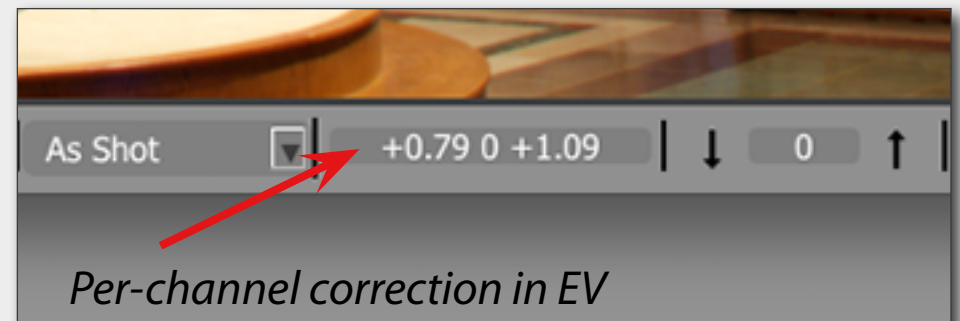 As Shot +0.79 0 +1.09 0
Per-channel correction in EV